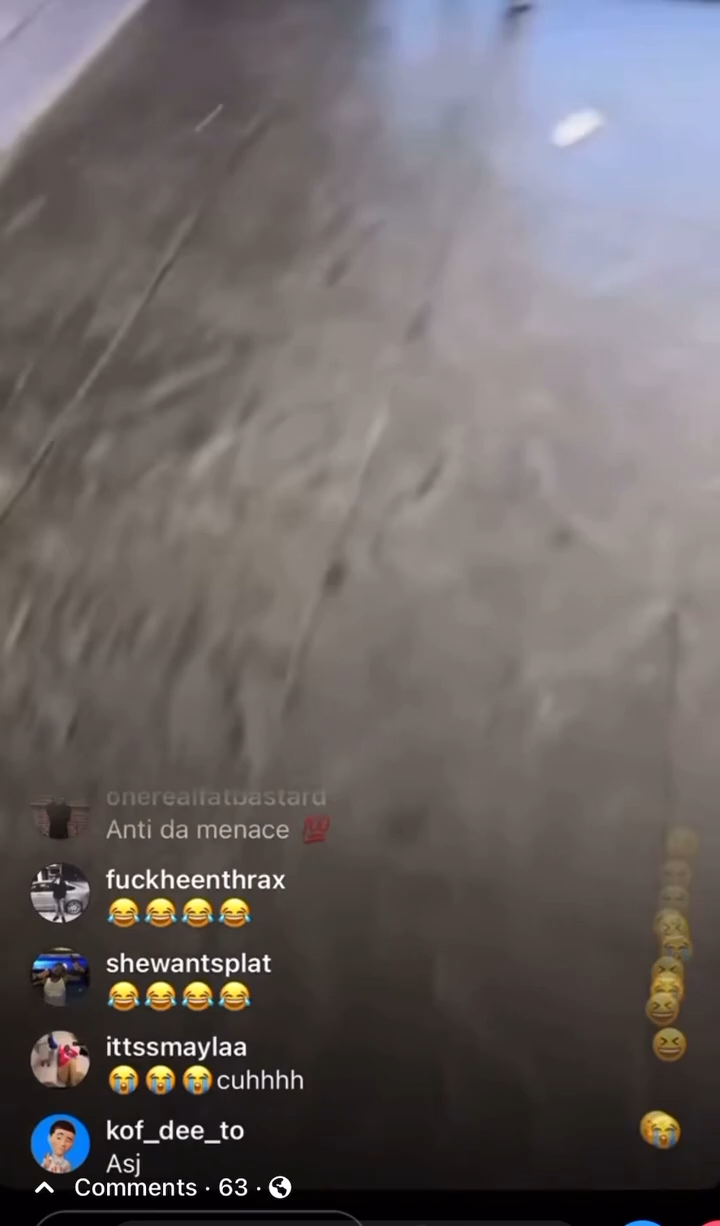 onerealfatbastard
Anti da menace 💯
fuckheenthrax
😂😂😂😂
shewantsplat
😂😂😂😂
ittssmaylaa
😭😭😭cuhhhh
kof_dee_to
Asj
Comments · 63 ·